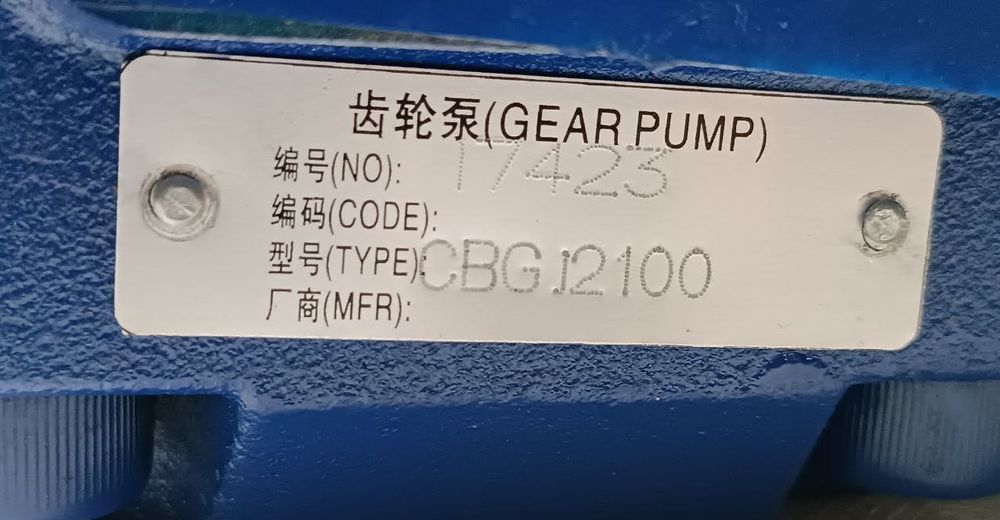 齿轮泵(GEAR PUMP)
编号(NO): 17423
编码(CODE):
型号(TYPE): CBGJ2100
厂商(MFR):